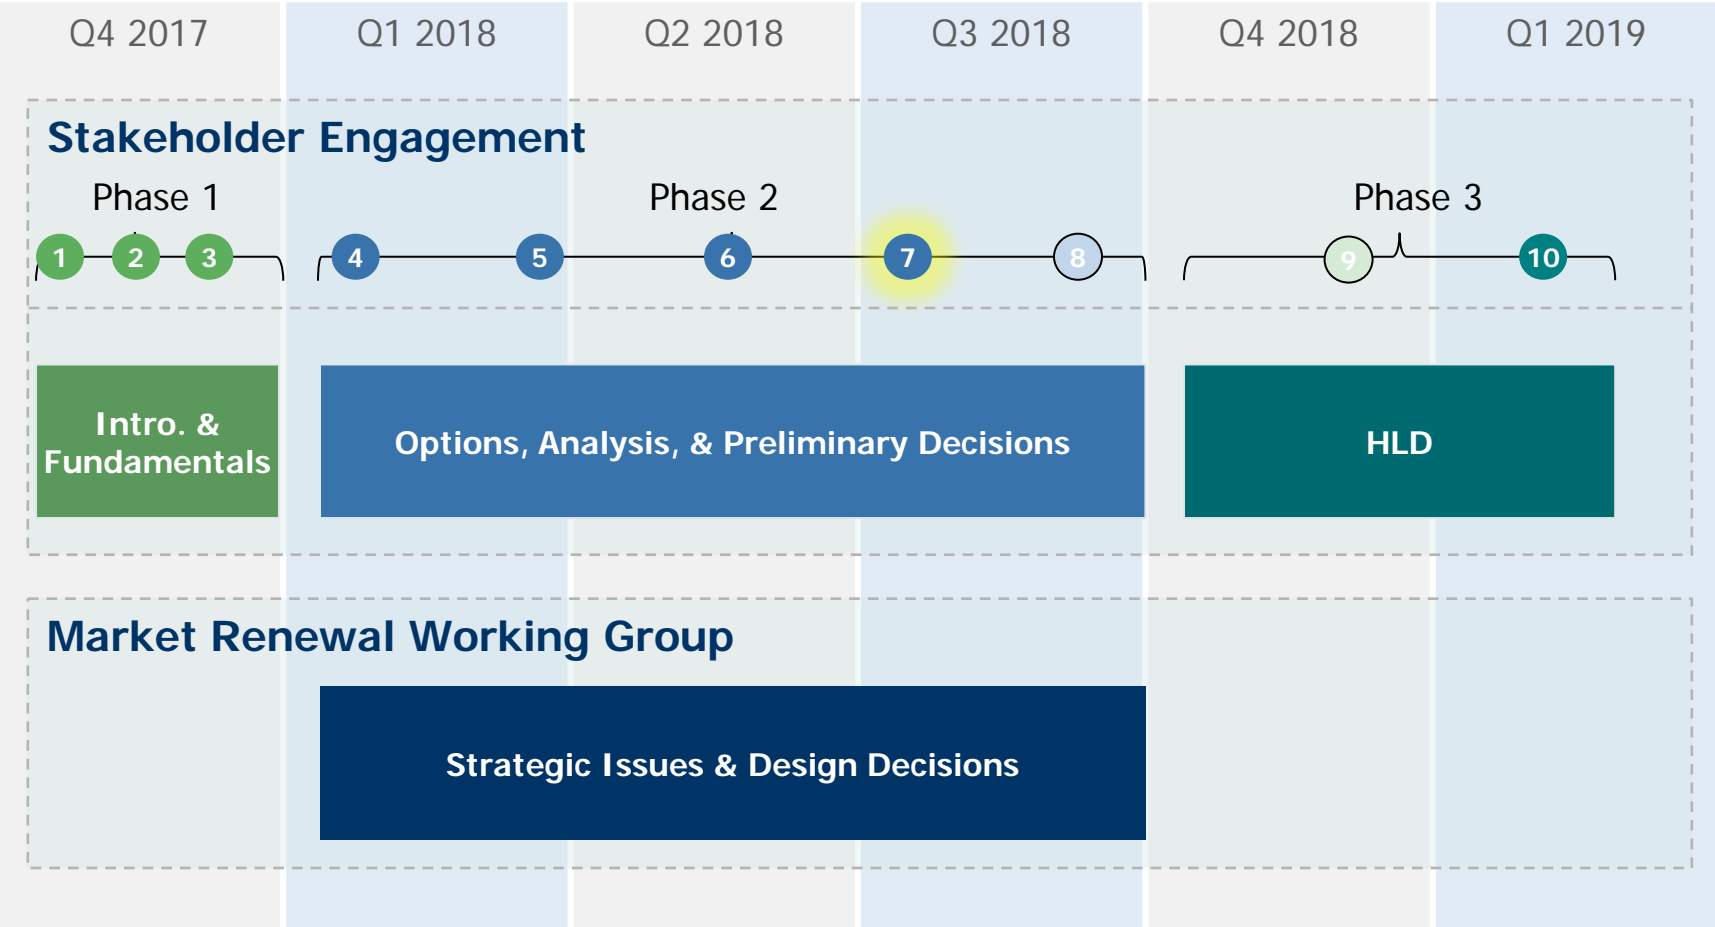 Q4 2017 Q1 2018 Q2 2018 Q3 2018 Q4 2018 Q1 2019
Stakeholder Engagement
Phase 1 Phase 2 Phase 3
1 2 3 4 5 6 7 8 9 10
Intro. &
Fundamentals
Options, Analysis, & Preliminary Decisions
HLD
Market Renewal Working Group
Strategic Issues & Design Decisions